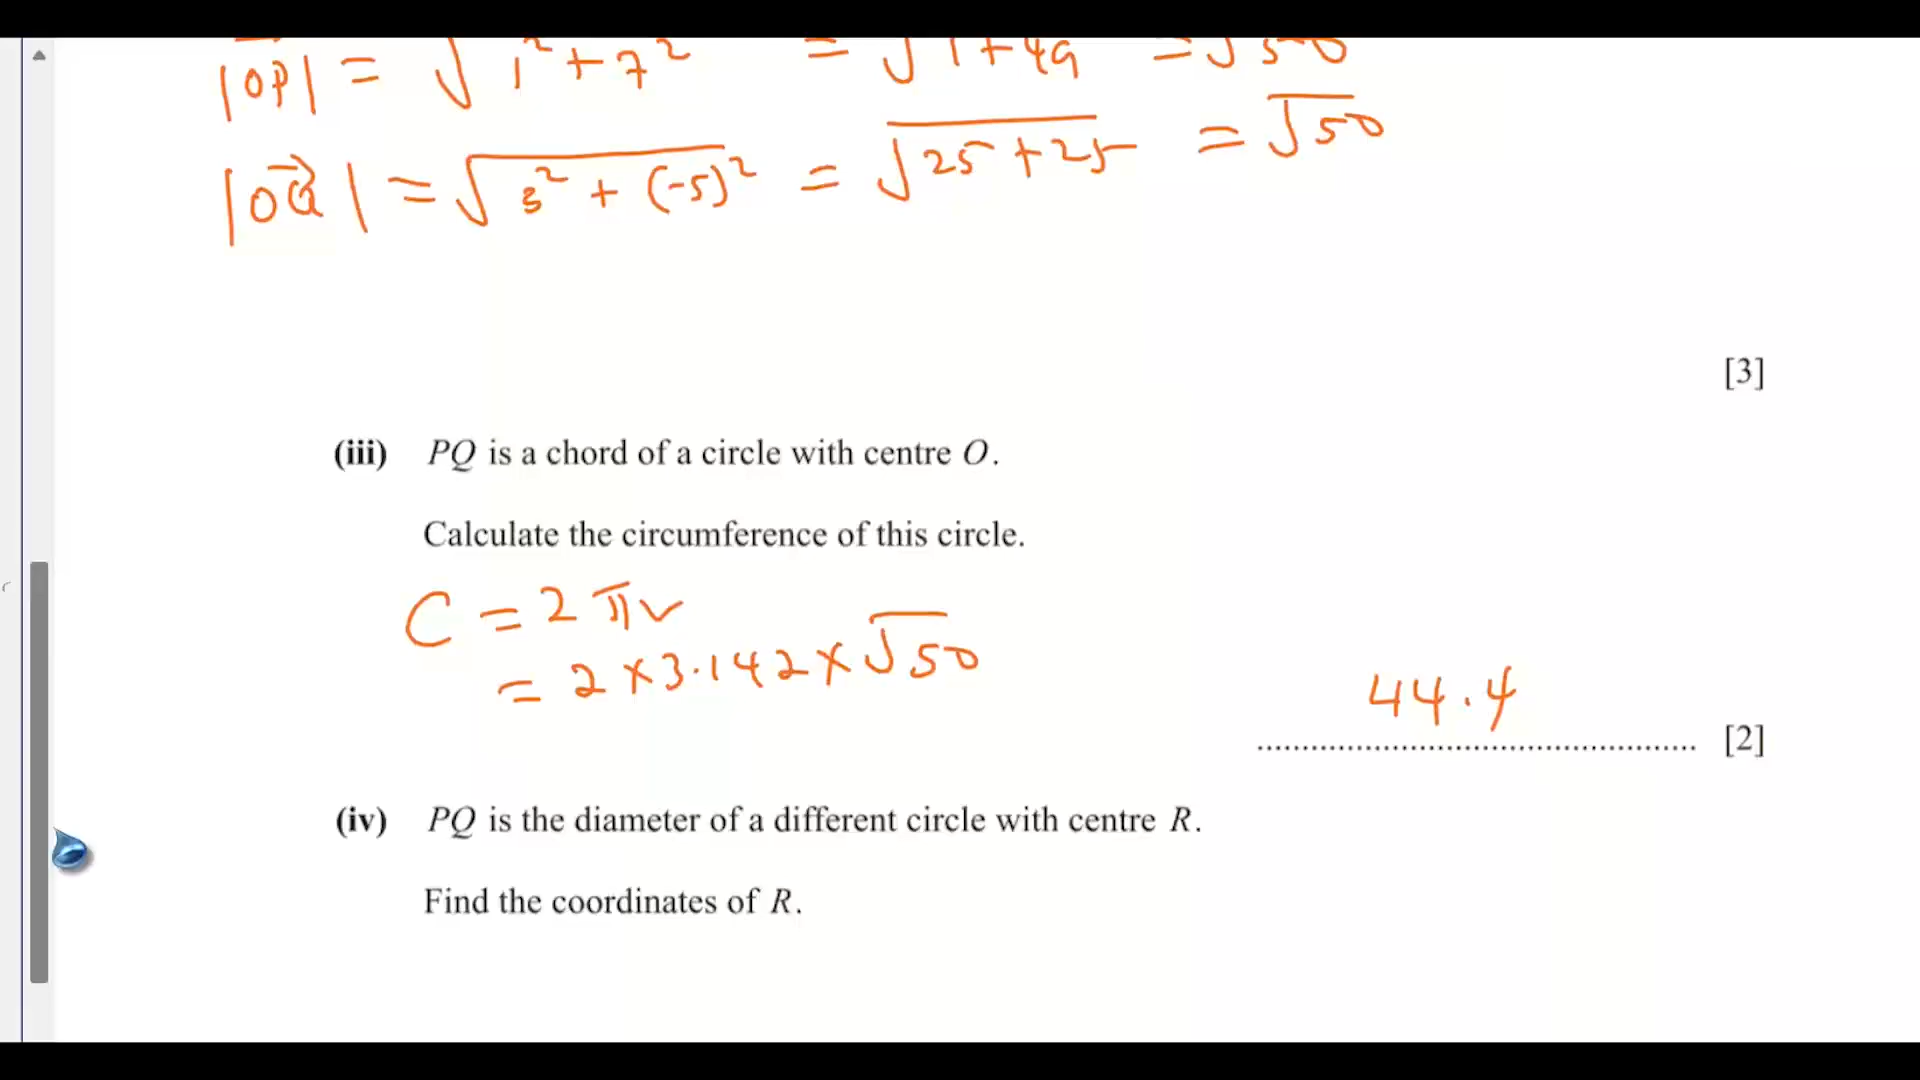 |OP| = √1² + 7² = √1 + 49 = √50
|OQ| = √5² + (-5)² = √25 + 25 = √50
[3]
(iii) PQ is a chord of a circle with centre O.
Calculate the circumference of this circle.
C = 2πr
= 2 × 3.142 × √50
44.4
.................................................. [2]
(iv) PQ is the diameter of a different circle with centre R.
Find the coordinates of R.